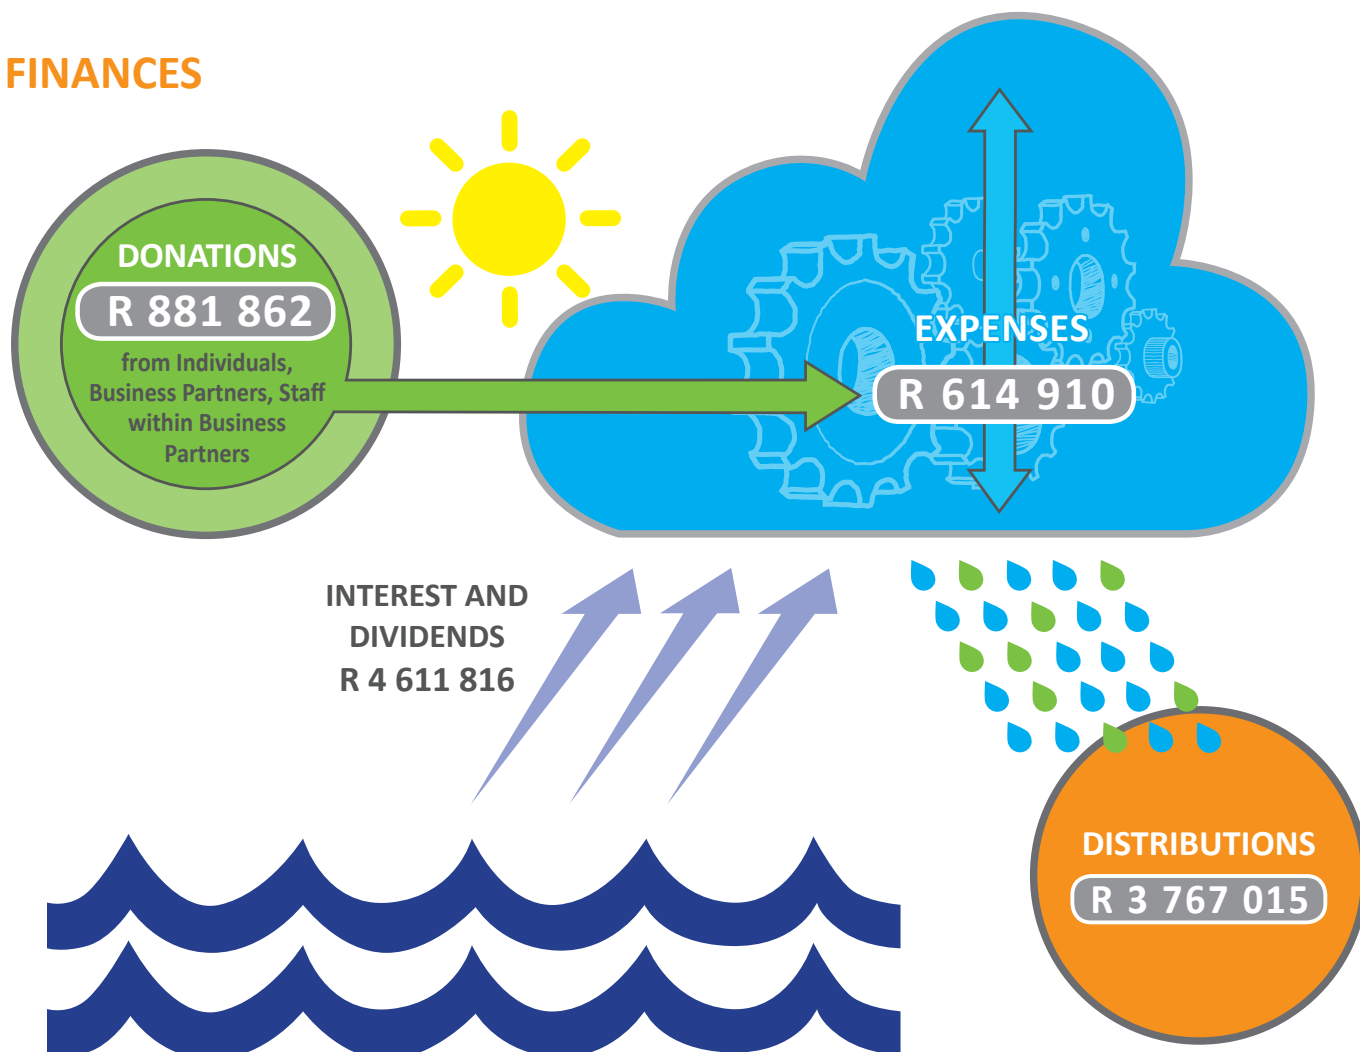 FINANCES
DONATIONS
R 881 862
from Individuals,
Business Partners, Staff
within Business
Partners
EXPENSES
R 614 910
INTEREST AND
DIVIDENDS
R 4 611 816
DISTRIBUTIONS
R 3 767 015